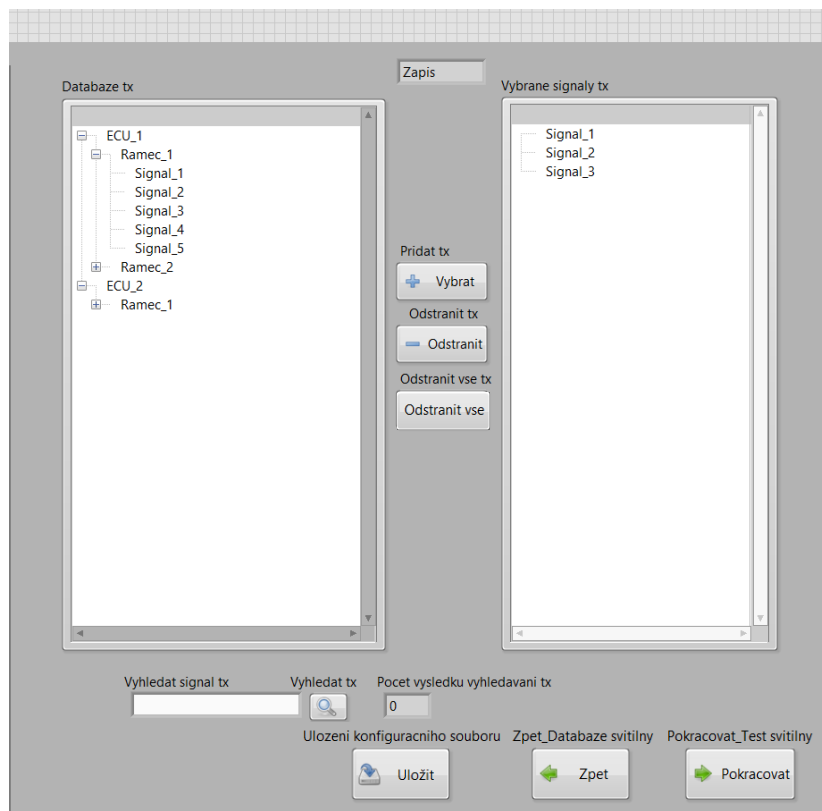 Zapis
Databaze tx
Vybrane signaly tx
ECU_1
Ramec_1
Signal_1
Signal_2
Signal_3
Signal_4
Signal_5
Ramec_2
ECU_2
Ramec_1
Signal_1
Signal_2
Signal_3
Pridat tx
Vybrat
Odstranit tx
Odstranit
Odstranit vse tx
Odstranit vse
Vyhledat signal tx
Vyhledat tx
Pocet vysledku vyhledavani tx
0
Ulozeni konfiguracniho souboru
Zpet_Databaze svitilny
Pokracovat_Test svitilny
Uložit
Zpet
Pokracovat